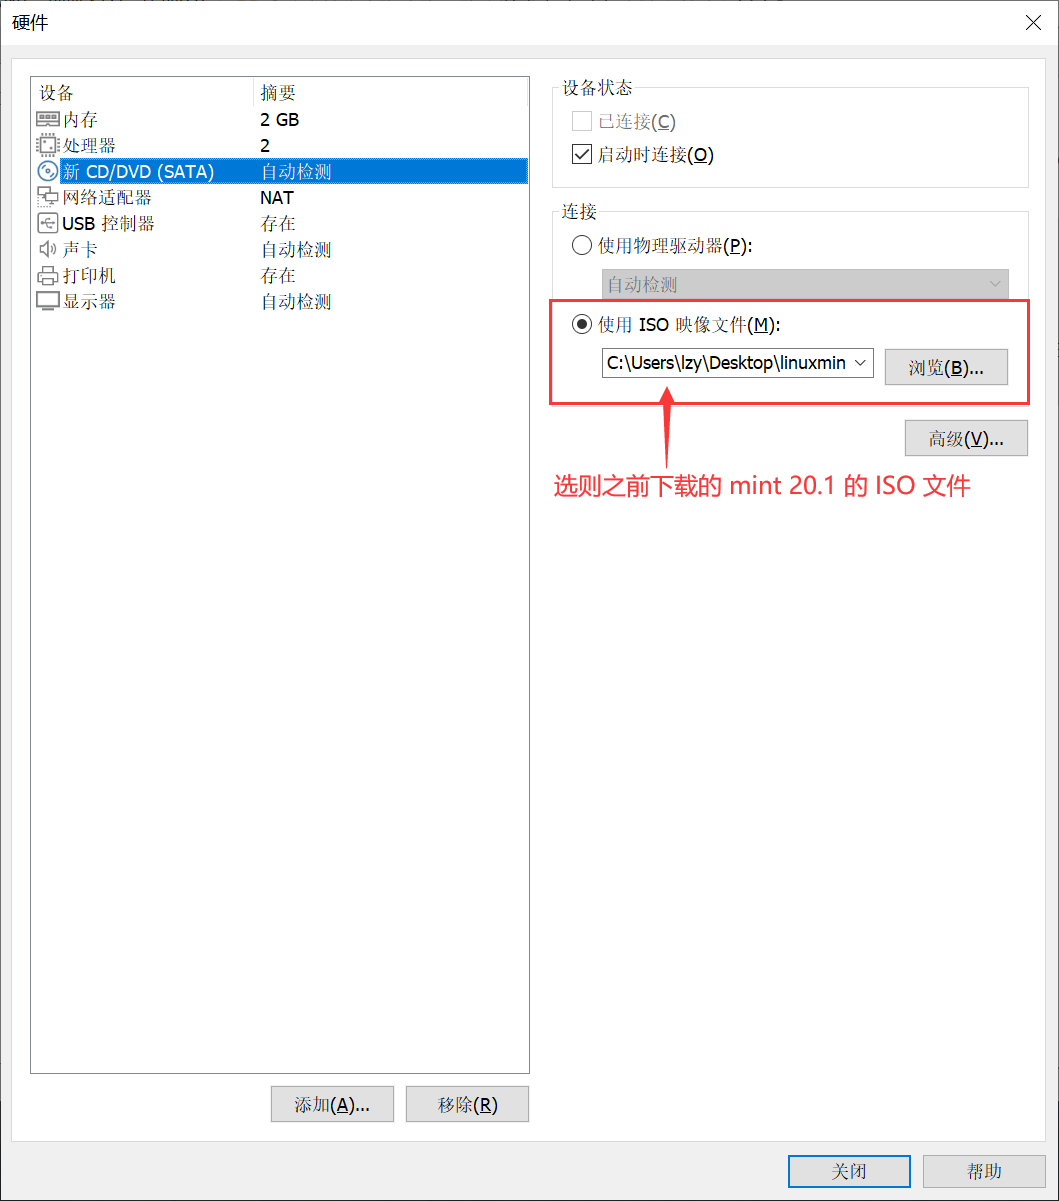 硬件
设备 摘要
内存 2 GB
处理器 2
新 CD/DVD (SATA) 自动检测
网络适配器 NAT
USB 控制器 存在
声卡 自动检测
打印机 存在
显示器 自动检测
添加(A)... 移除(R)
设备状态
已连接(C)
启动时连接(O)
连接
使用物理驱动器(P):
自动检测
使用 ISO 映像文件(M):
C:\Users\lzy\Desktop\linuxmin 浏览(B)...
高级(V)...
选则之前下载的 mint 20.1 的 ISO 文件
关闭 帮助